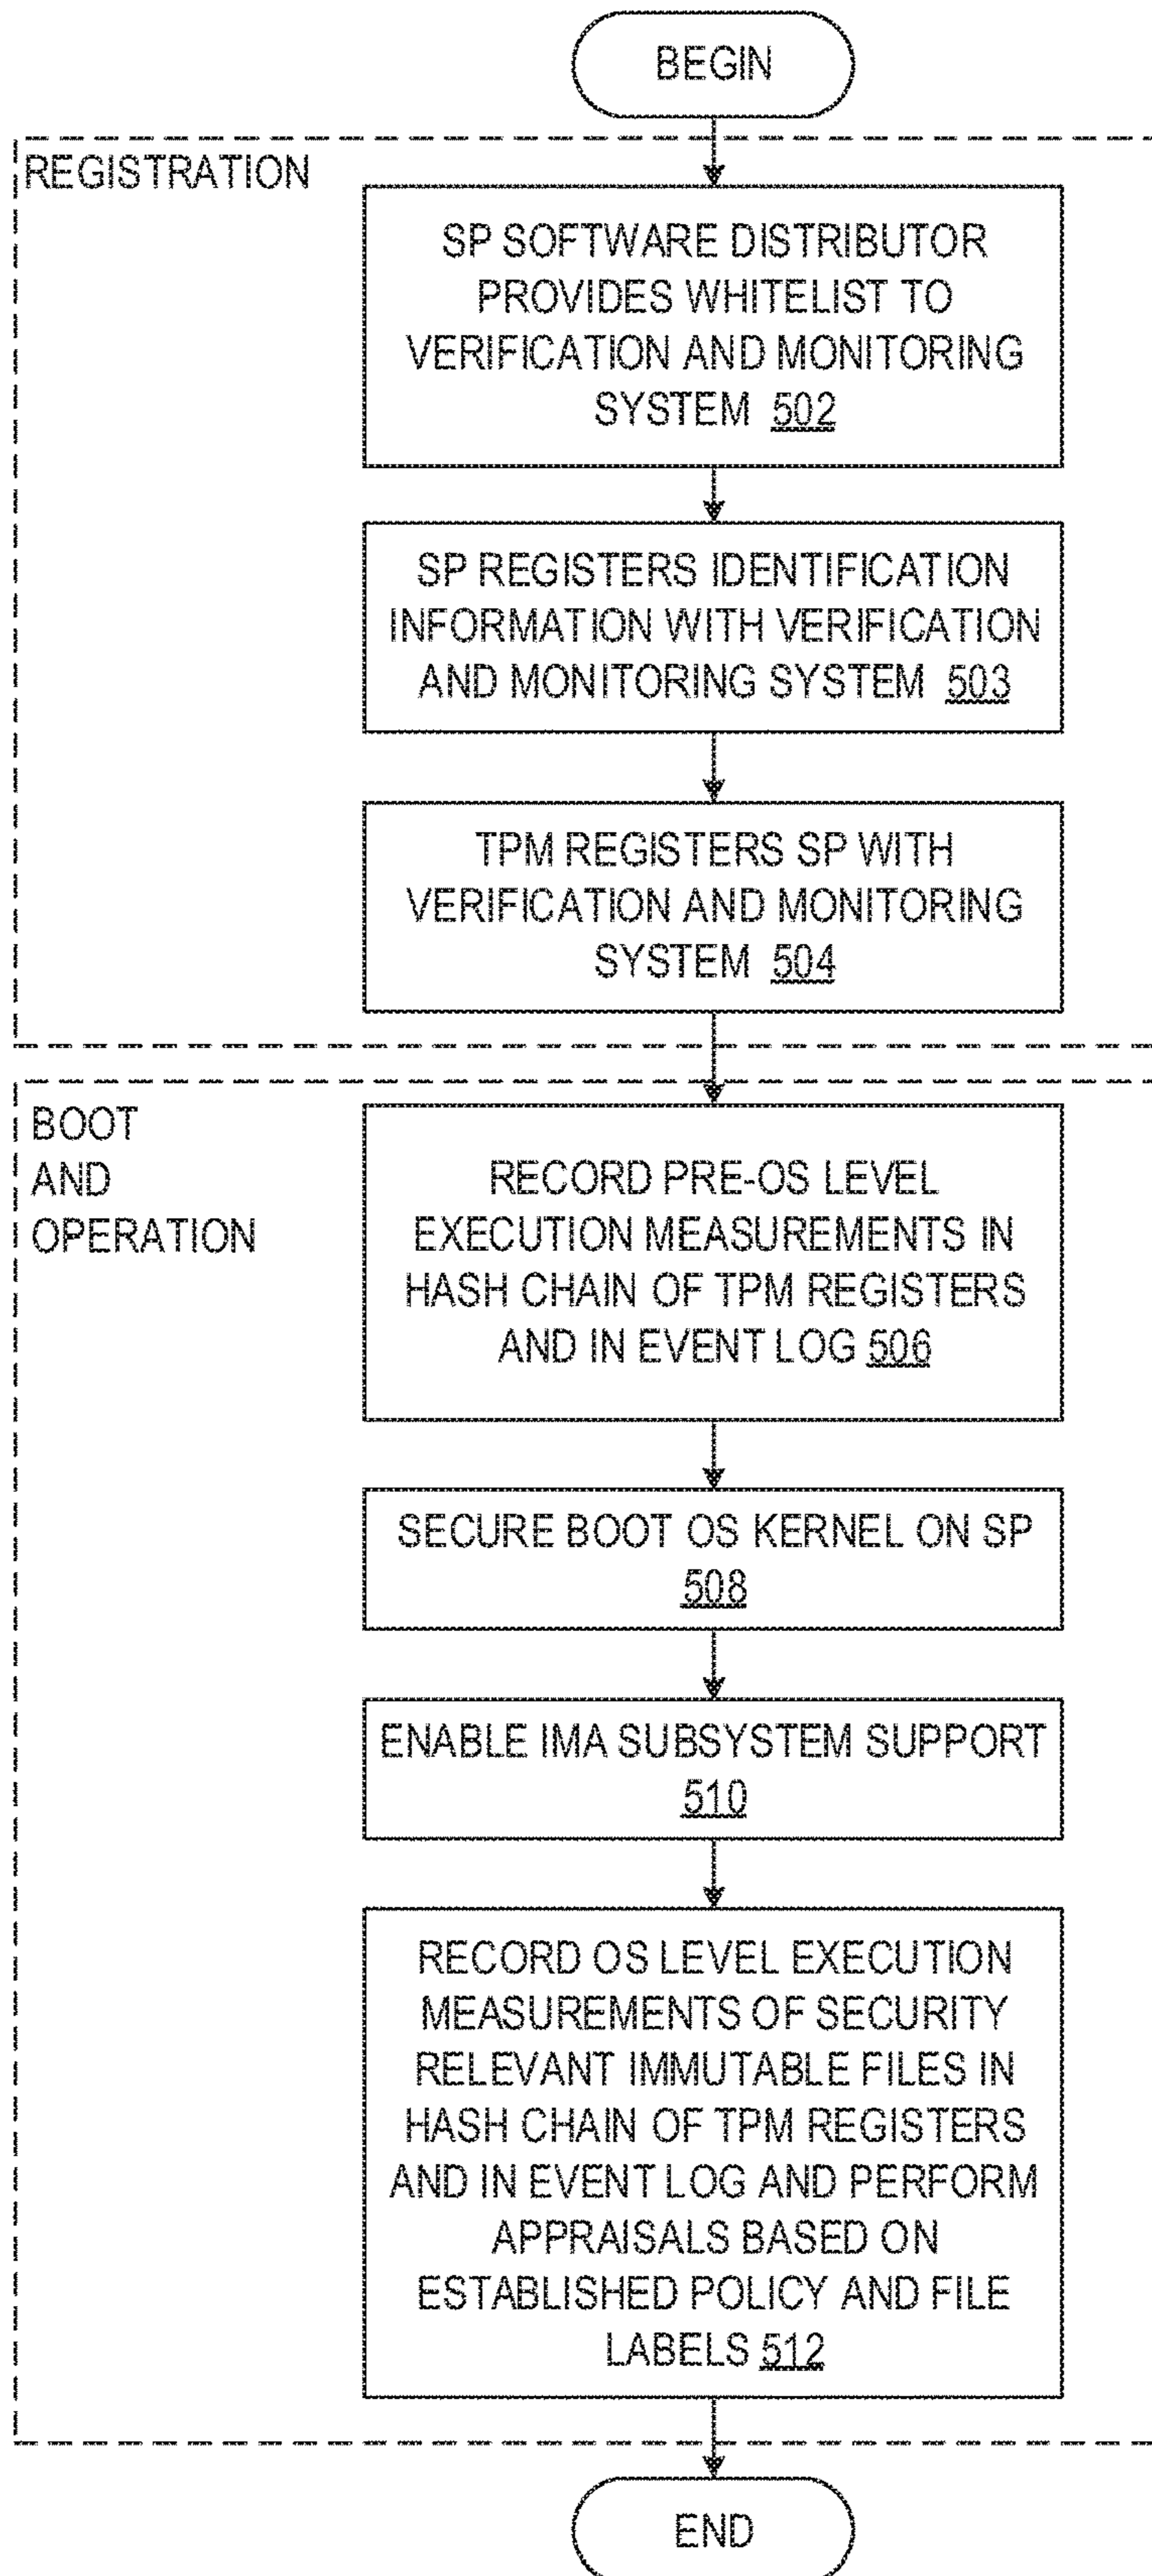 BEGIN
REGISTRATION
SP SOFTWARE DISTRIBUTOR
PROVIDES WHITELIST TO
VERIFICATION AND MONITORING
SYSTEM 502
SP REGISTERS IDENTIFICATION
INFORMATION WITH VERIFICATION
AND MONITORING SYSTEM 503
TPM REGISTERS SP WITH
VERIFICATION AND MONITORING
SYSTEM 504
BOOT
AND
OPERATION
RECORD PRE-OS LEVEL
EXECUTION MEASUREMENTS IN
HASH CHAIN OF TPM REGISTERS
AND IN EVENT LOG 506
SECURE BOOT OS KERNEL ON SP
508
ENABLE IMA SUBSYSTEM SUPPORT
510
RECORD OS LEVEL EXECUTION
MEASUREMENTS OF SECURITY
RELEVANT IMMUTABLE FILES IN
HASH CHAIN OF TPM REGISTERS
AND IN EVENT LOG AND PERFORM
APPRAISALS BASED ON
ESTABLISHED POLICY AND FILE
LABELS 512
END